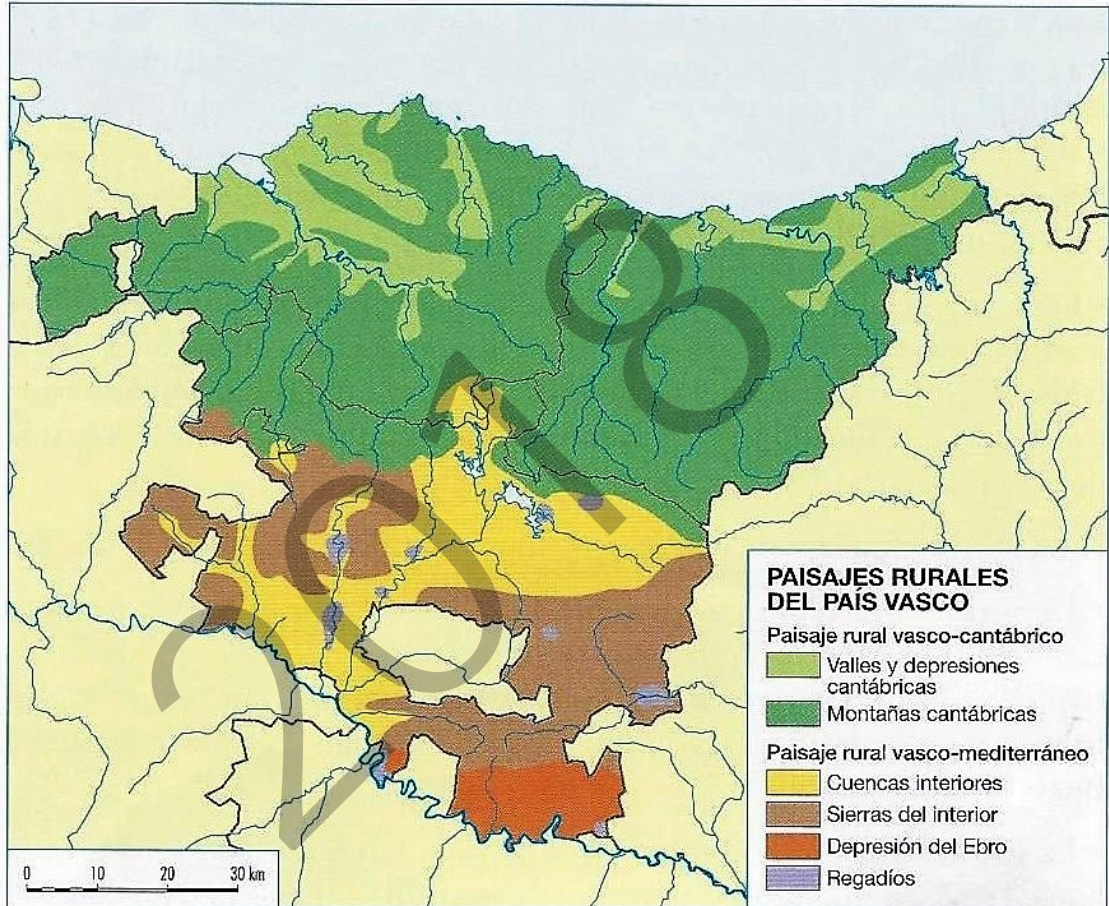 2018
PAISAJES RURALES
DEL PAÍS VASCO
Paisaje rural vasco-cantábrico
Valles y depresiones
cantábricas
Montañas cantábricas
Paisaje rural vasco-mediterráneo
Cuencas interiores
Sierras del interior
Depresión del Ebro
Regadíos
0 10 20 30 km